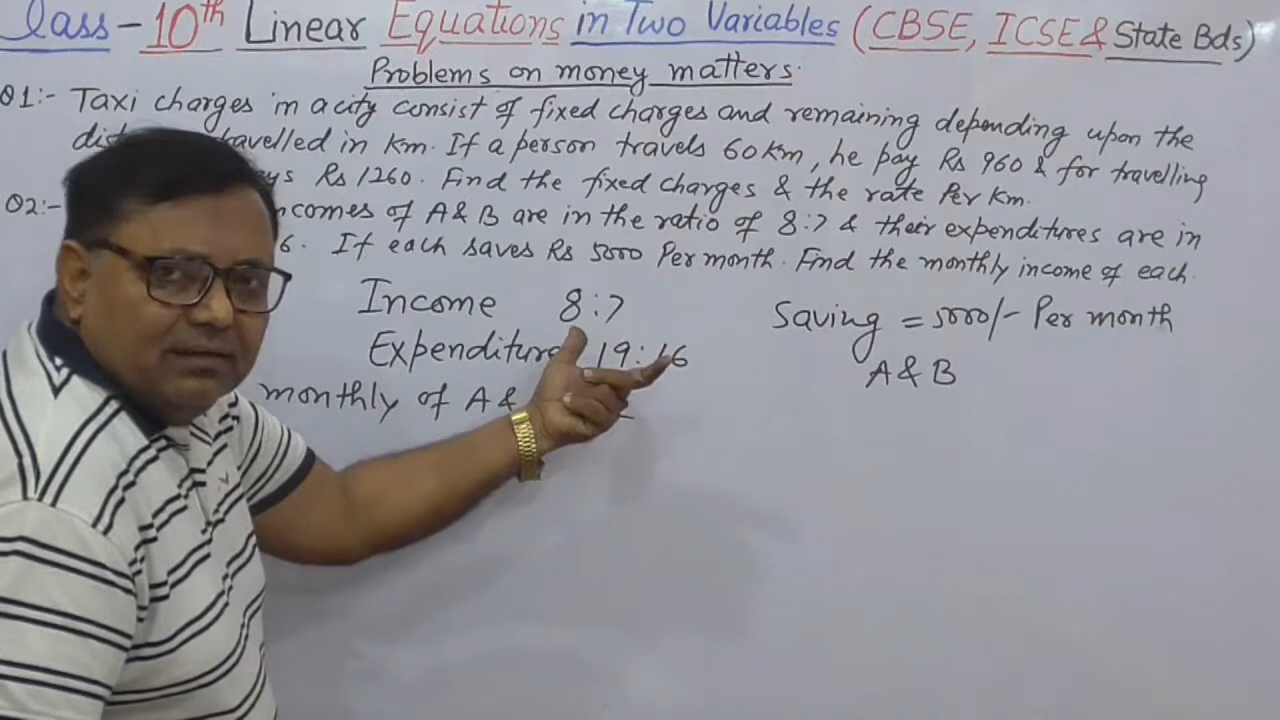 Class - 10th Linear Equations in Two Variables (CBSE, ICSE & State Bds)
Problems on money matters.
Q1:- Taxi charges in a city consist of fixed charges and remaining depending upon the
travelled in Km. If a person travels 60 Km, he pay Rs 960 & for travelling
Rs 1260. Find the fixed charges & the rate Per Km.
Q2:- incomes of A & B are in the ratio of 8:7 & their expenditures are in
16. If each saves Rs 5000 Per month. Find the monthly income of each.
Income 8:7
Saving = 5000/- Per month
Expenditure 19:16
A & B
monthly of A &